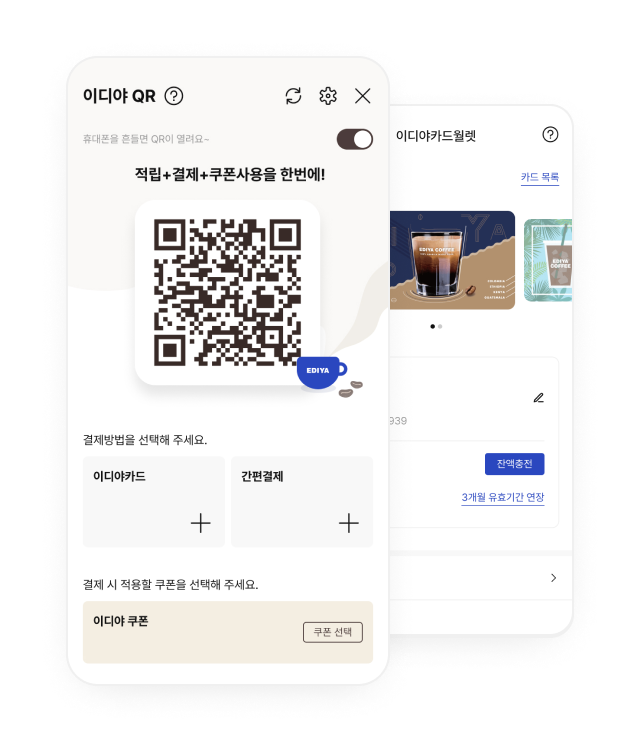 이디야 QR
휴대폰을 흔들면 QR이 열려요~
적립+결제+쿠폰사용을 한번에!
EDIYA
결제방법을 선택해 주세요.
이디야카드
간편결제
결제 시 적용할 쿠폰을 선택해 주세요.
이디야 쿠폰
쿠폰 선택
이디야카드월렛
카드 목록
EDIYA COFFEE
COLOMBIA
ETHIOPIA
KENYA
GUATEMALA
EDIYA
COFFEE
939
잔액충전
3개월 유효기간 연장